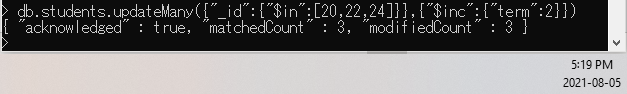 > db.students.updateMany({"_id":{"$in":[20,22,24]}},{"$inc":{"term":2}})
{ "acknowledged" : true, "matchedCount" : 3, "modifiedCount" : 3 }
>
5:19 PM
2021-08-05